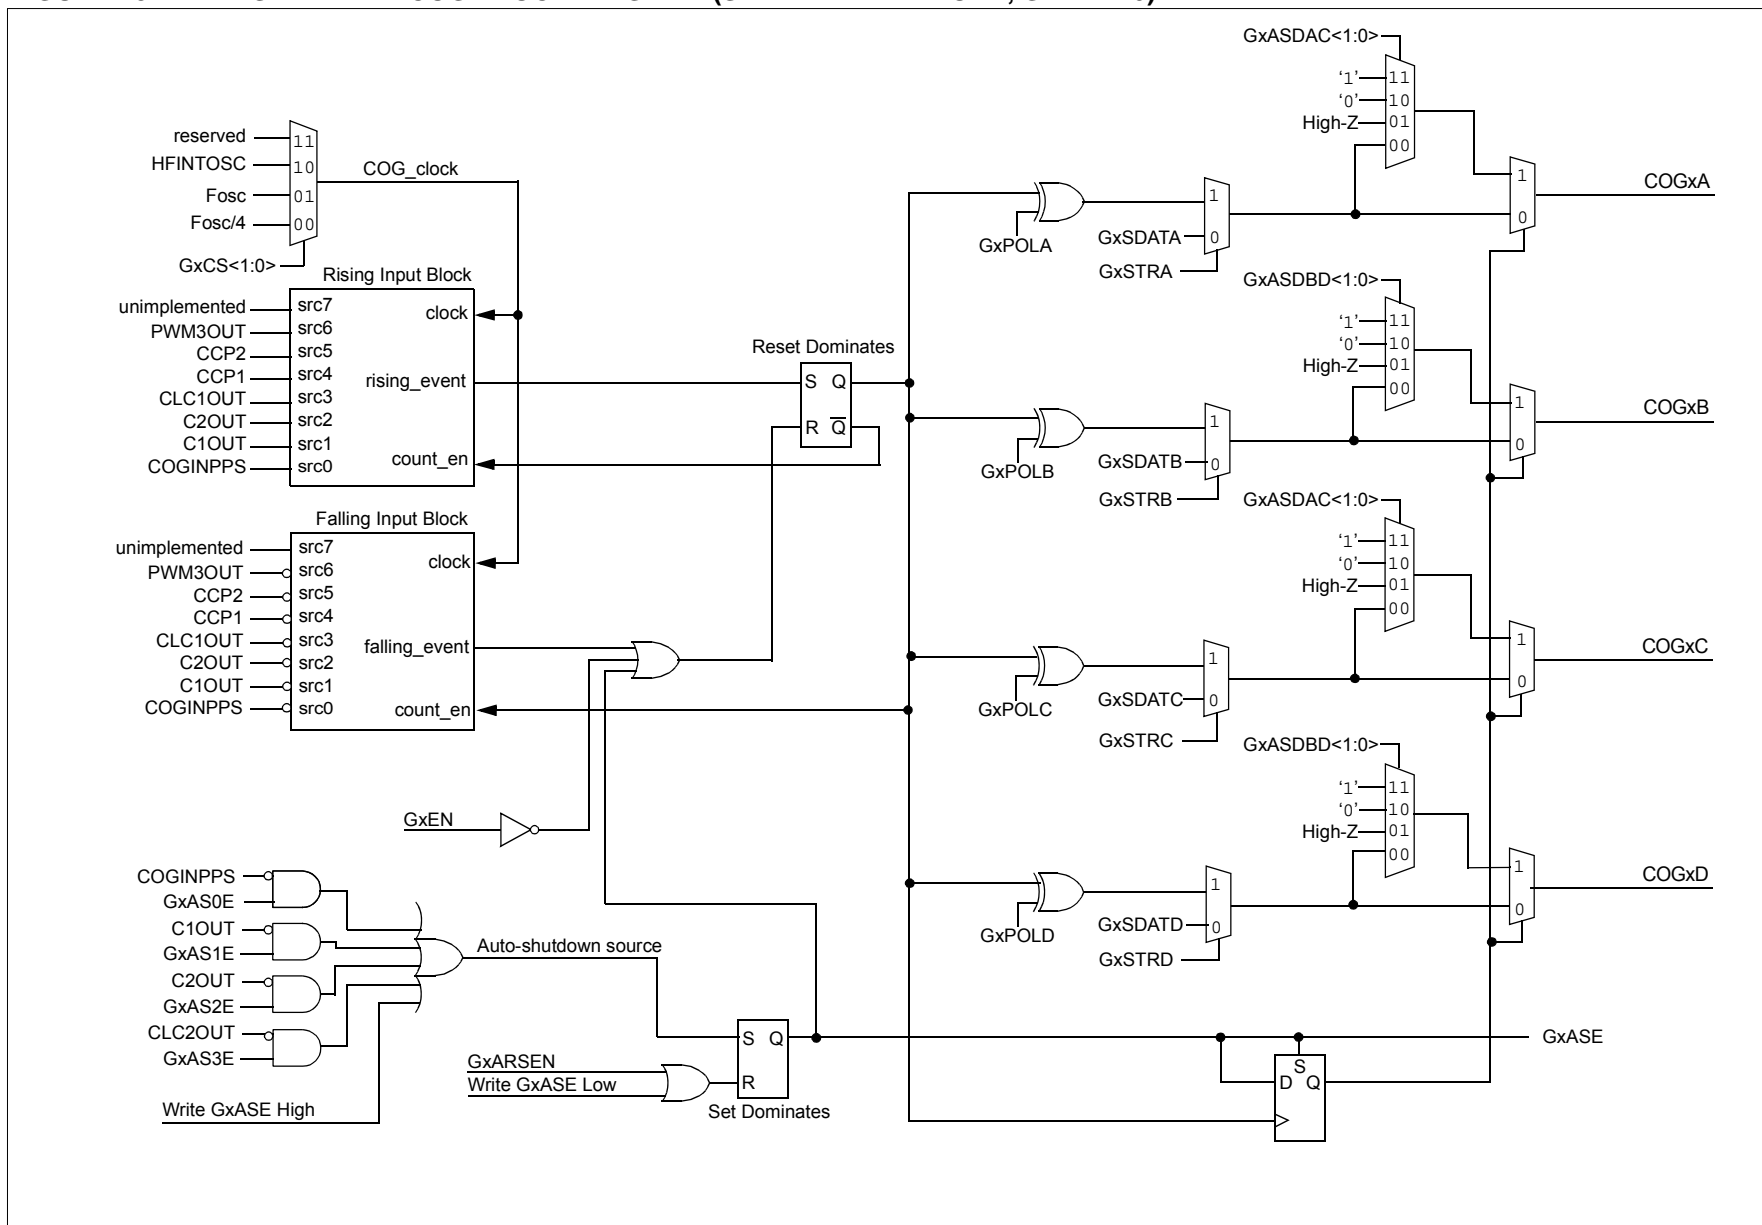 GxASDAC<1:0>
'1' 11
'0' 10
High-Z 01
00
1
0
COGxA
reserved 11
HFINTOSC 10
Fosc 01
Fosc/4 00
GxCS<1:0>
COG_clock
GxPOLA
GxSDATA
1
0
GxSTRA
Rising Input Block
unimplemented src7
PWM3OUT src6
CCP2 src5
CCP1 src4
CLC1OUT src3
C2OUT src2
C1OUT src1
COGINPPS src0
clock
rising_event
count_en
Reset Dominates
S Q
R Q
GxASDBD<1:0>
'1' 11
'0' 10
High-Z 01
00
1
0
COGxB
GxPOLB
GxSDATB
1
0
GxSTRB
Falling Input Block
unimplemented src7
PWM3OUT src6
CCP2 src5
CCP1 src4
CLC1OUT src3
C2OUT src2
C1OUT src1
COGINPPS src0
clock
falling_event
count_en
GxASDAC<1:0>
'1' 11
'0' 10
High-Z 01
00
1
0
COGxC
GxPOLC
GxSDATC
1
0
GxSTRC
GxEN
GxASDBD<1:0>
'1' 11
'0' 10
High-Z 01
00
1
0
COGxD
GxPOLD
GxSDATD
1
0
GxSTRD
COGINPPS
GxAS0E
C1OUT
GxAS1E
C2OUT
GxAS2E
CLC2OUT
GxAS3E
Write GxASE High
Auto-shutdown source
GxARSEN
Write GxASE Low
S Q
R
Set Dominates
GxASE
S
D Q